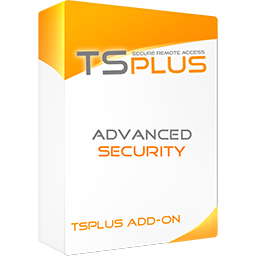 SECURE REMOTE ACCESS
TSPLUS
ADVANCED
SECURITY
TSPLUS ADD-ON